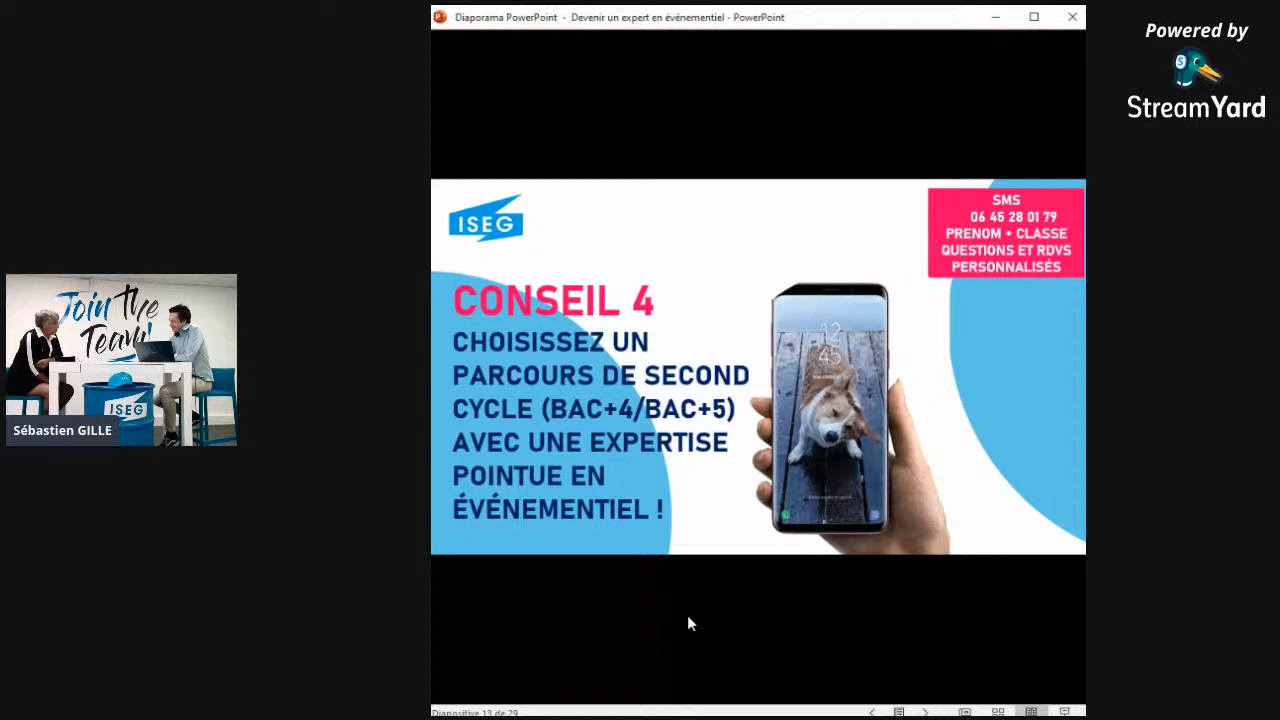 Diaporama PowerPoint - Devenir un expert en événementiel - PowerPoint
Powered by
S
StreamYard
ISEG
SMS
06 45 28 01 79
PRENOM + CLASSE
QUESTIONS ET RDVS
PERSONNALISÉS
CONSEIL 4
CHOISISSEZ UN
PARCOURS DE SECOND
CYCLE (BAC+4/BAC+5)
AVEC UNE EXPERTISE
POINTUE EN
ÉVÉNEMENTIEL !
12
45
Join the
Team!
ISEG
Sébastien GILLE
Diapositive 13 de 29